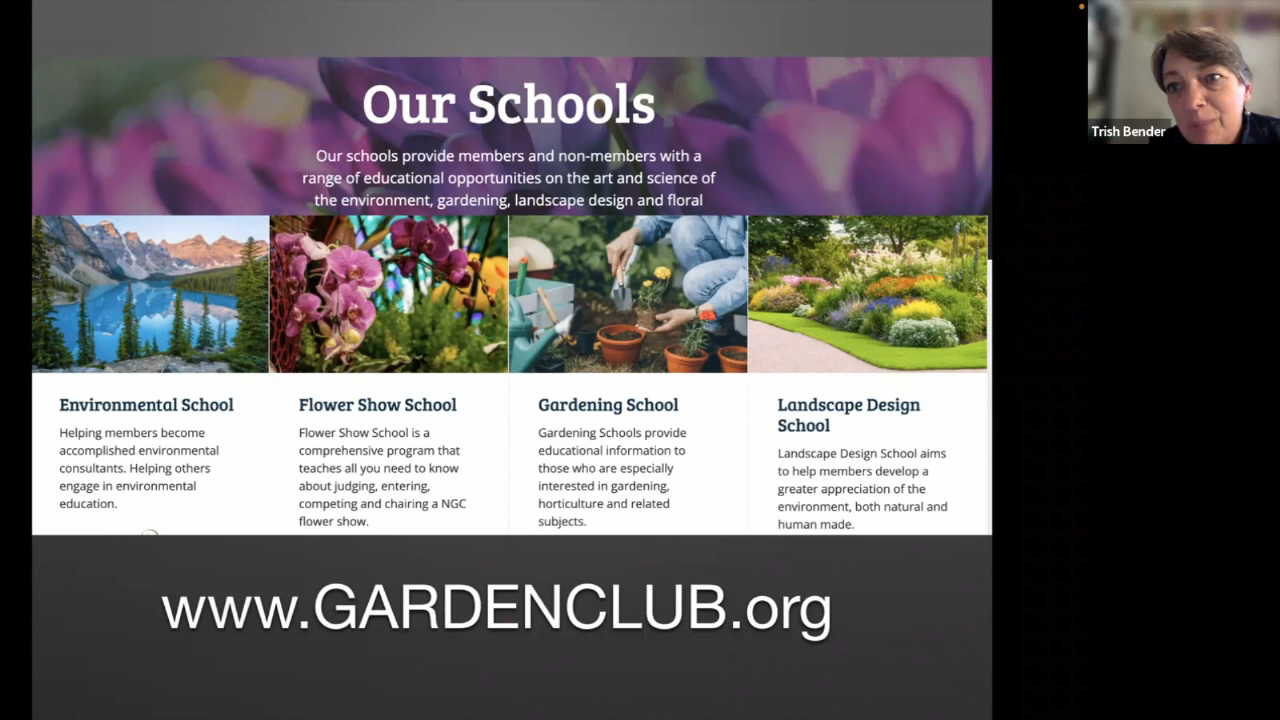 Our Schools
Our schools provide members and non-members with a
range of educational opportunities on the art and science of
the environment, gardening, landscape design and floral
Trish Bender
Environmental School
Helping members become
accomplished environmental
consultants. Helping others
engage in environmental
education.
Flower Show School
Flower Show School is a
comprehensive program that
teaches all you need to know
about judging, entering,
competing and chairing a NGC
flower show.
Gardening School
Gardening Schools provide
educational information to
those who are especially
interested in gardening,
horticulture and related
subjects.
Landscape Design
School
Landscape Design School aims
to help members develop a
greater appreciation of the
environment, both natural and
human made.
www.GARDENCLUB.org